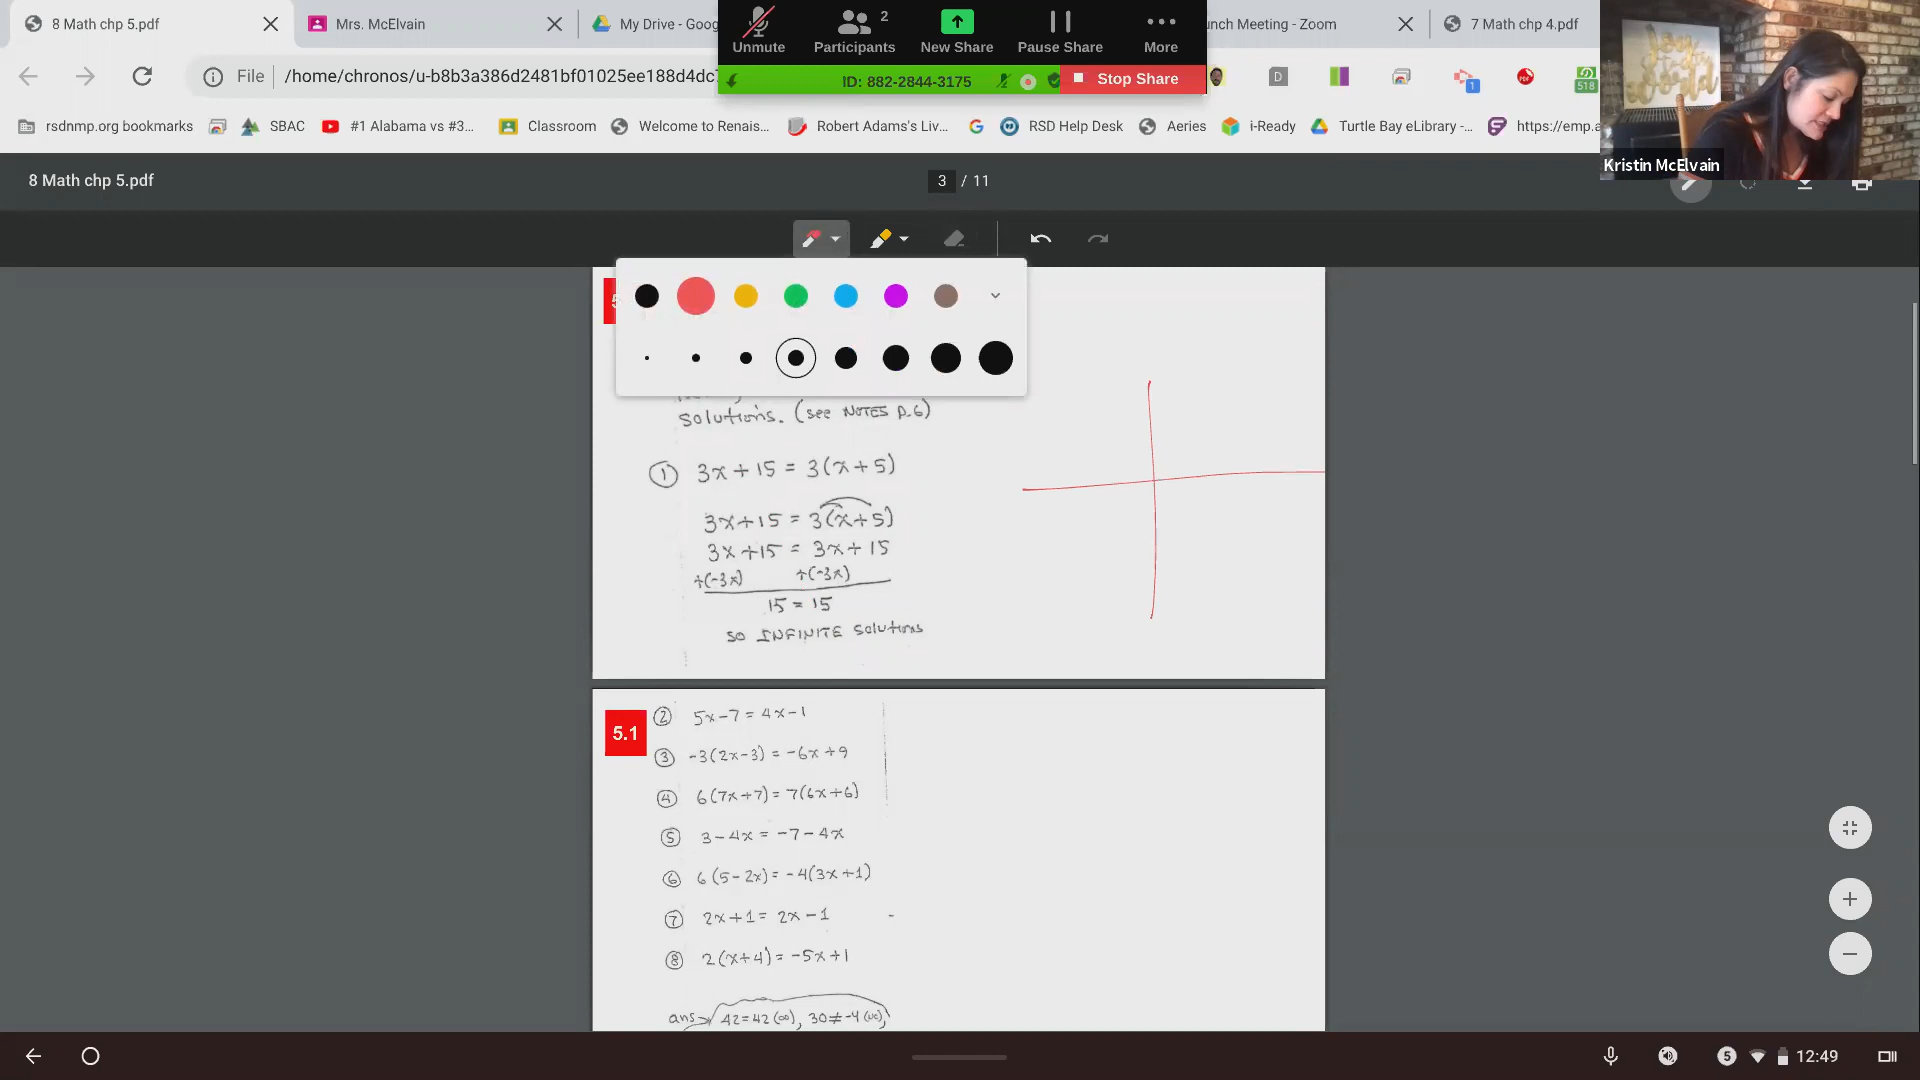 8 Math chp 5.pdf
Mrs. McElvain
My Drive - Goog
unch Meeting - Zoom
7 Math chp 4.pdf
Unmute
Participants
2
New Share
Pause Share
More
File
/home/chronos/u-b8b3a386d2481bf01025ee188d4dc
ID: 882-2844-3175
Stop Share
D
1
518
rsdnmp.org bookmarks
SBAC
#1 Alabama vs #3...
Classroom
Welcome to Renais...
Robert Adams's Liv...
RSD Help Desk
Aeries
i-Ready
Turtle Bay eLibrary -...
https://emp.a
Kristin McElvain
8 Math chp 5.pdf
3 / 11
solutions. (see NOTES p.6)
① 3x + 15 = 3(x + 5)
3x + 15 = 3(x + 5)
3x + 15 = 3x + 15
+(-3x) +(-3x)
15 = 15
so INFINITE solutions
5.1
② 5x - 7 = 4x - 1
③ -3(2x - 3) = -6x + 9
④ 6(7x + 7) = 7(6x + 6)
⑤ 3 - 4x = -7 - 4x
⑥ 6(5 - 2x) = -4(3x + 1)
⑦ 2x + 1 = 2x - 1
⑧ 2(x + 4) = -5x + 1
ans → 42 = 42 (∞), 30 ≠ -4
5
12:49